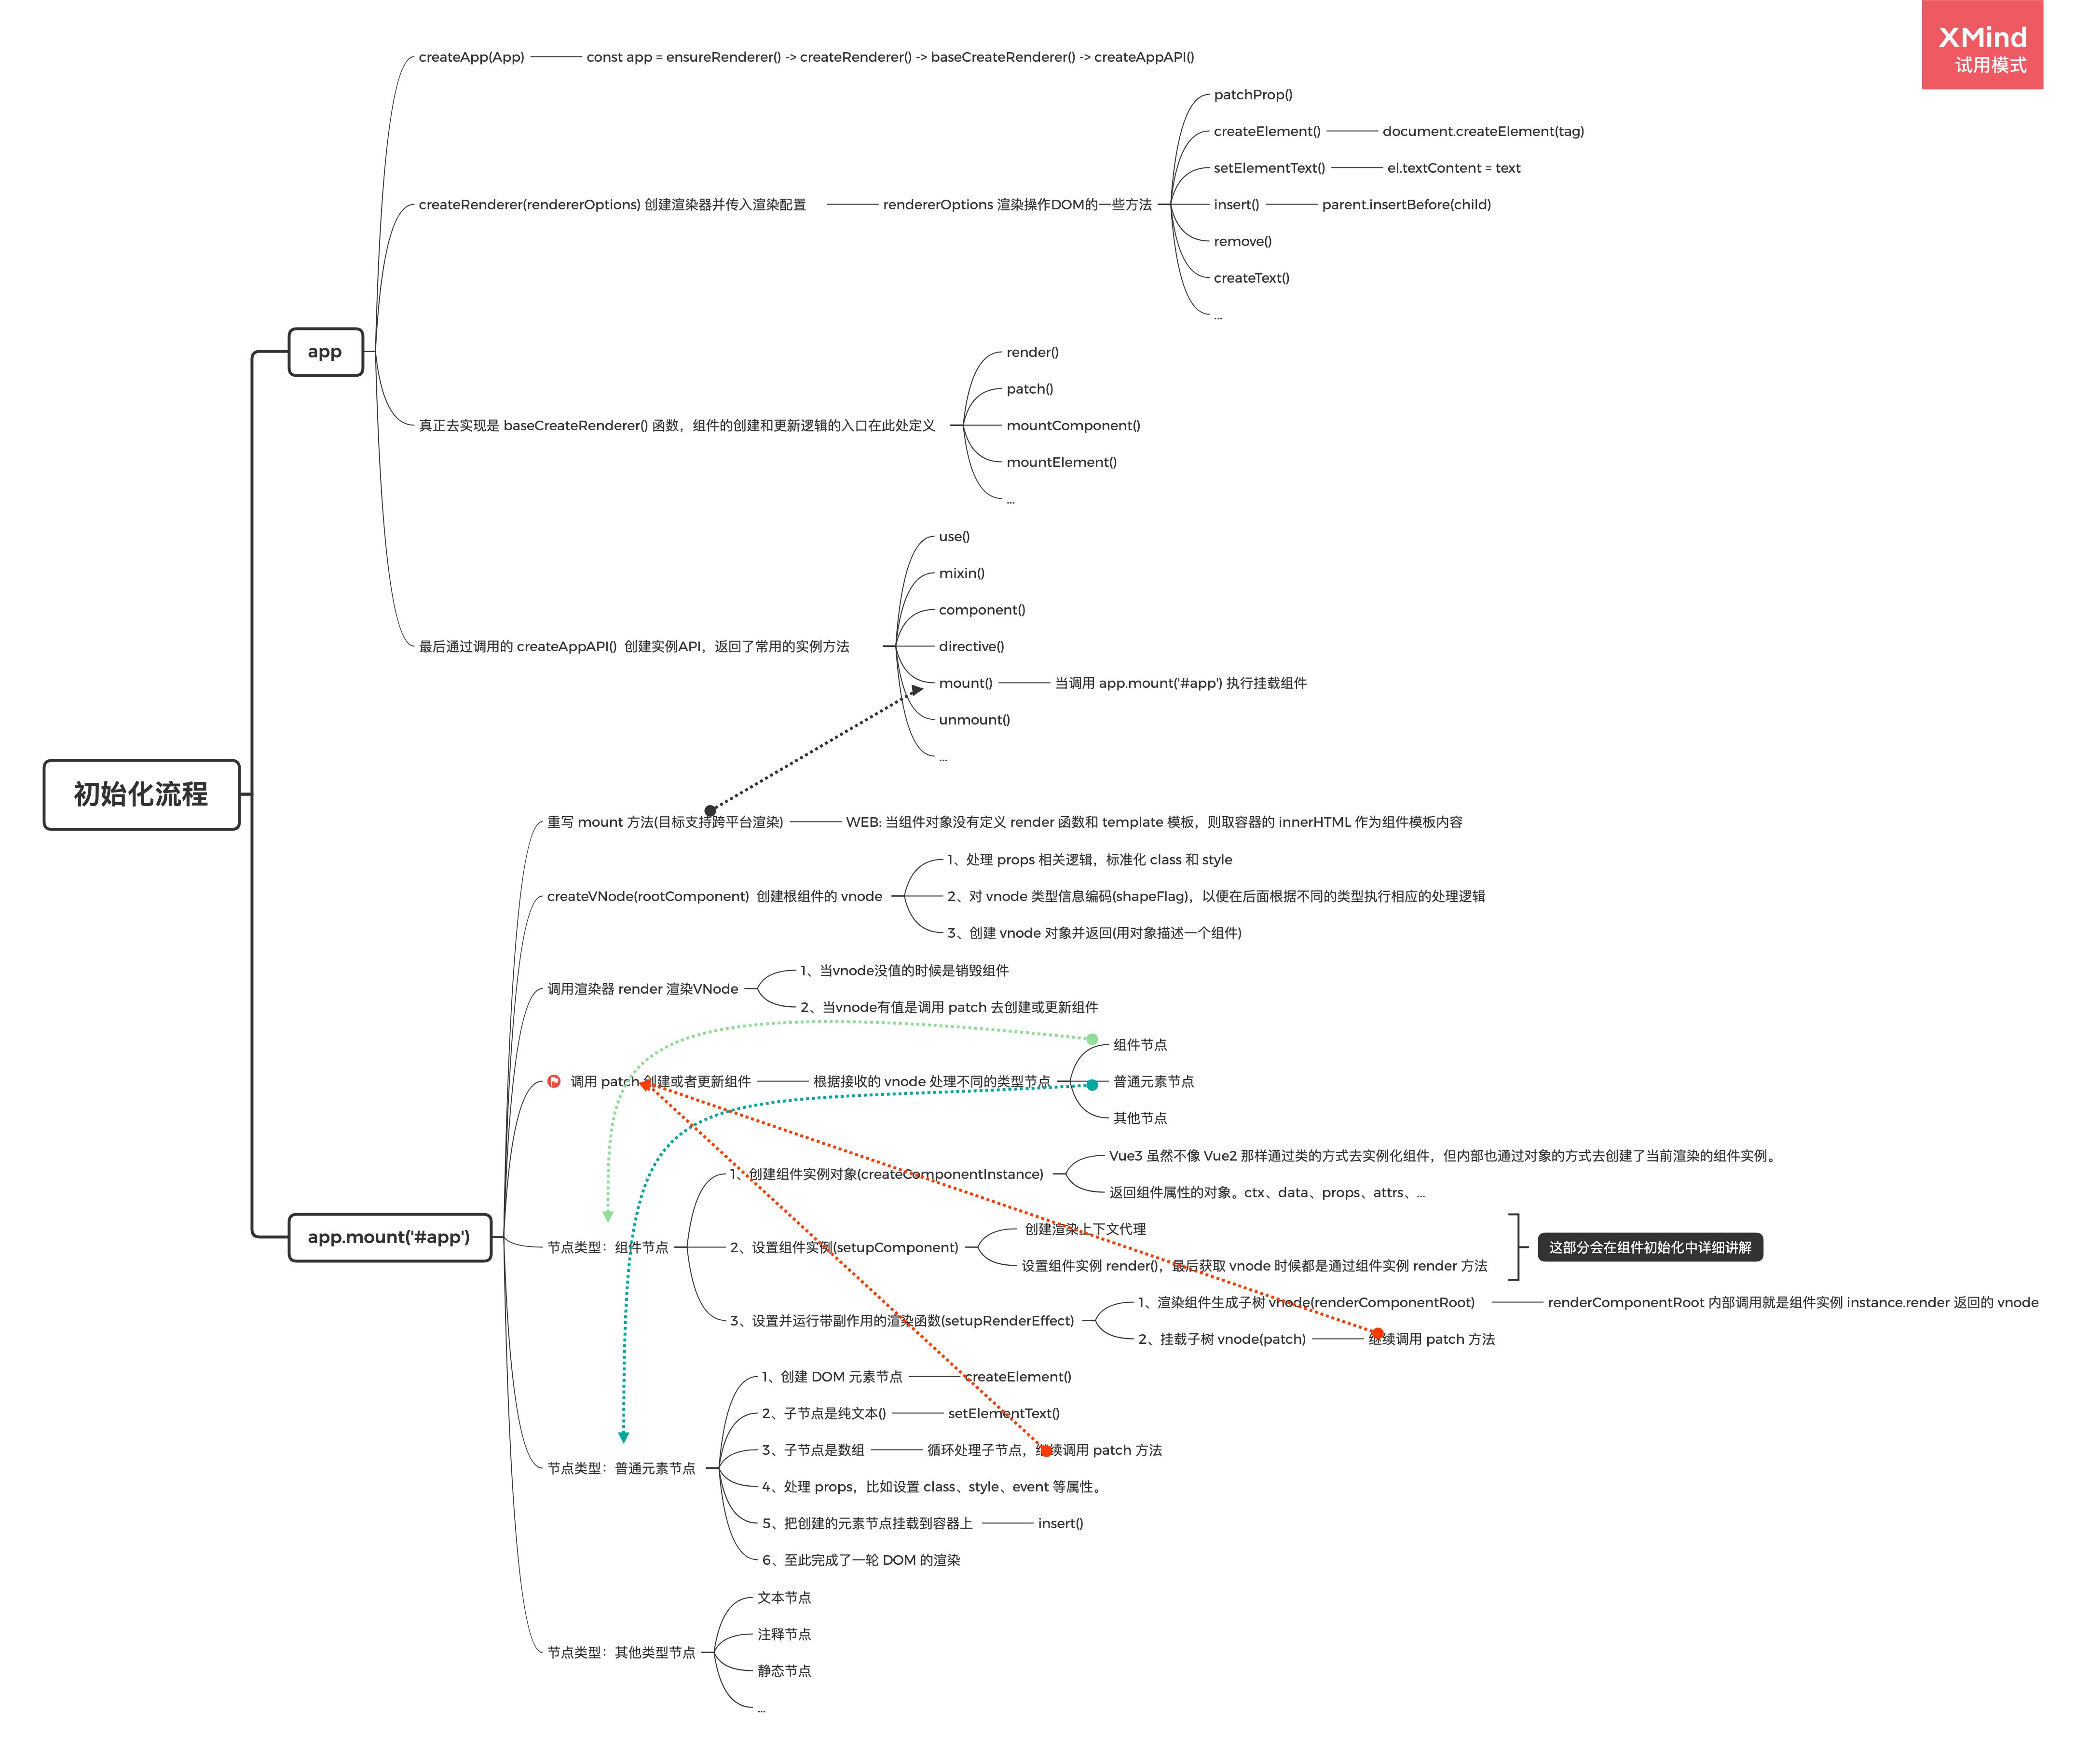 XMind
试用模式
初始化流程
app
createApp(App)
const app = ensureRenderer() -> createRenderer() -> baseCreateRenderer() -> createAppAPI()
createRenderer(rendererOptions) 创建渲染器并传入渲染配置
rendererOptions 渲染操作DOM的一些方法
patchProp()
createElement()
document.createElement(tag)
setElementText()
el.textContent = text
insert()
parent.insertBefore(child)
remove()
createText()
...
真正去实现是 baseCreateRenderer() 函数，组件的创建和更新逻辑的入口在此处定义
render()
patch()
mountComponent()
mountElement()
...
最后通过调用的 createAppAPI() 创建实例API，返回了常用的实例方法
use()
mixin()
component()
directive()
mount()
当调用 app.mount('#app') 执行挂载组件
unmount()
...
app.mount('#app')
重写 mount 方法(目标支持跨平台渲染)
WEB: 当组件对象没有定义 render 函数和 template 模板，则取容器的 innerHTML 作为组件模板内容
createVNode(rootComponent) 创建根组件的 vnode
1、处理 props 相关逻辑，标准化 class 和 style
2、对 vnode 类型信息编码(shapeFlag)，以便在后面根据不同的类型执行相应的处理逻辑
3、创建 vnode 对象并返回(用对象描述一个组件)
调用渲染器 render 渲染VNode
1、当vnode没值的时候是销毁组件
2、当vnode有值是调用 patch 去创建或更新组件
调用 patch 创建或者更新组件
根据接收的 vnode 处理不同的类型节点
组件节点
普通元素节点
其他节点
节点类型：组件节点
1、创建组件实例对象(createComponentInstance)
Vue3 虽然不像 Vue2 那样通过类的方式去实例化组件，但内部也通过对象的方式去创建了当前渲染的组件实例。
返回组件属性的对象。ctx、data、props、attrs、...
2、设置组件实例(setupComponent)
创建渲染上下文代理
设置组件实例 render()，最后获取 vnode 时候都是通过组件实例 render 方法
这部分会在组件初始化中详细讲解
3、设置并运行带副作用的渲染函数(setupRenderEffect)
1、渲染组件生成子树 vnode(renderComponentRoot)
renderComponentRoot 内部调用就是组件实例 instance.render 返回的 vnode
2、挂载子树 vnode(patch)
继续调用 patch 方法
节点类型：普通元素节点
1、创建 DOM 元素节点
createElement()
2、子节点是纯文本()
setElementText()
3、子节点是数组
循环处理子节点，继续调用 patch 方法
4、处理 props，比如设置 class、style、event 等属性。
5、把创建的元素节点挂载到容器上
insert()
6、至此完成了一轮 DOM 的渲染
节点类型：其他类型节点
文本节点
注释节点
静态节点
...